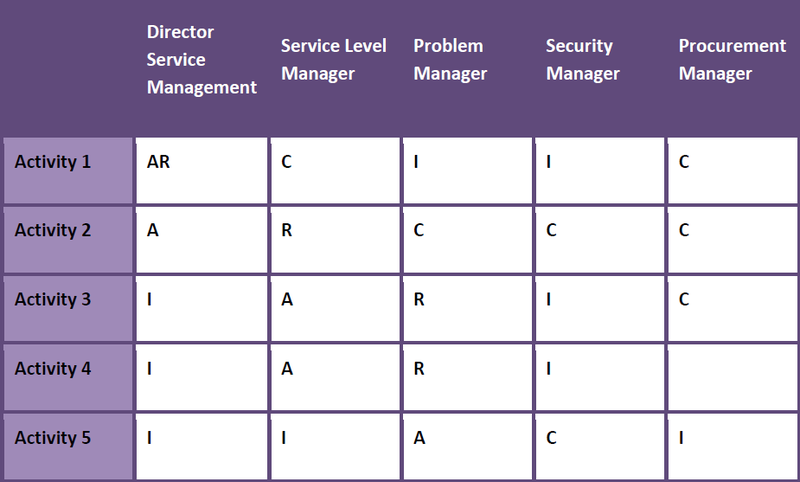 Director Service Management Service Level Manager Problem Manager Security Manager Procurement Manager
Activity 1 AR C I I C
Activity 2 A R C C C
Activity 3 I A R I C
Activity 4 I A R I
Activity 5 I I A C I